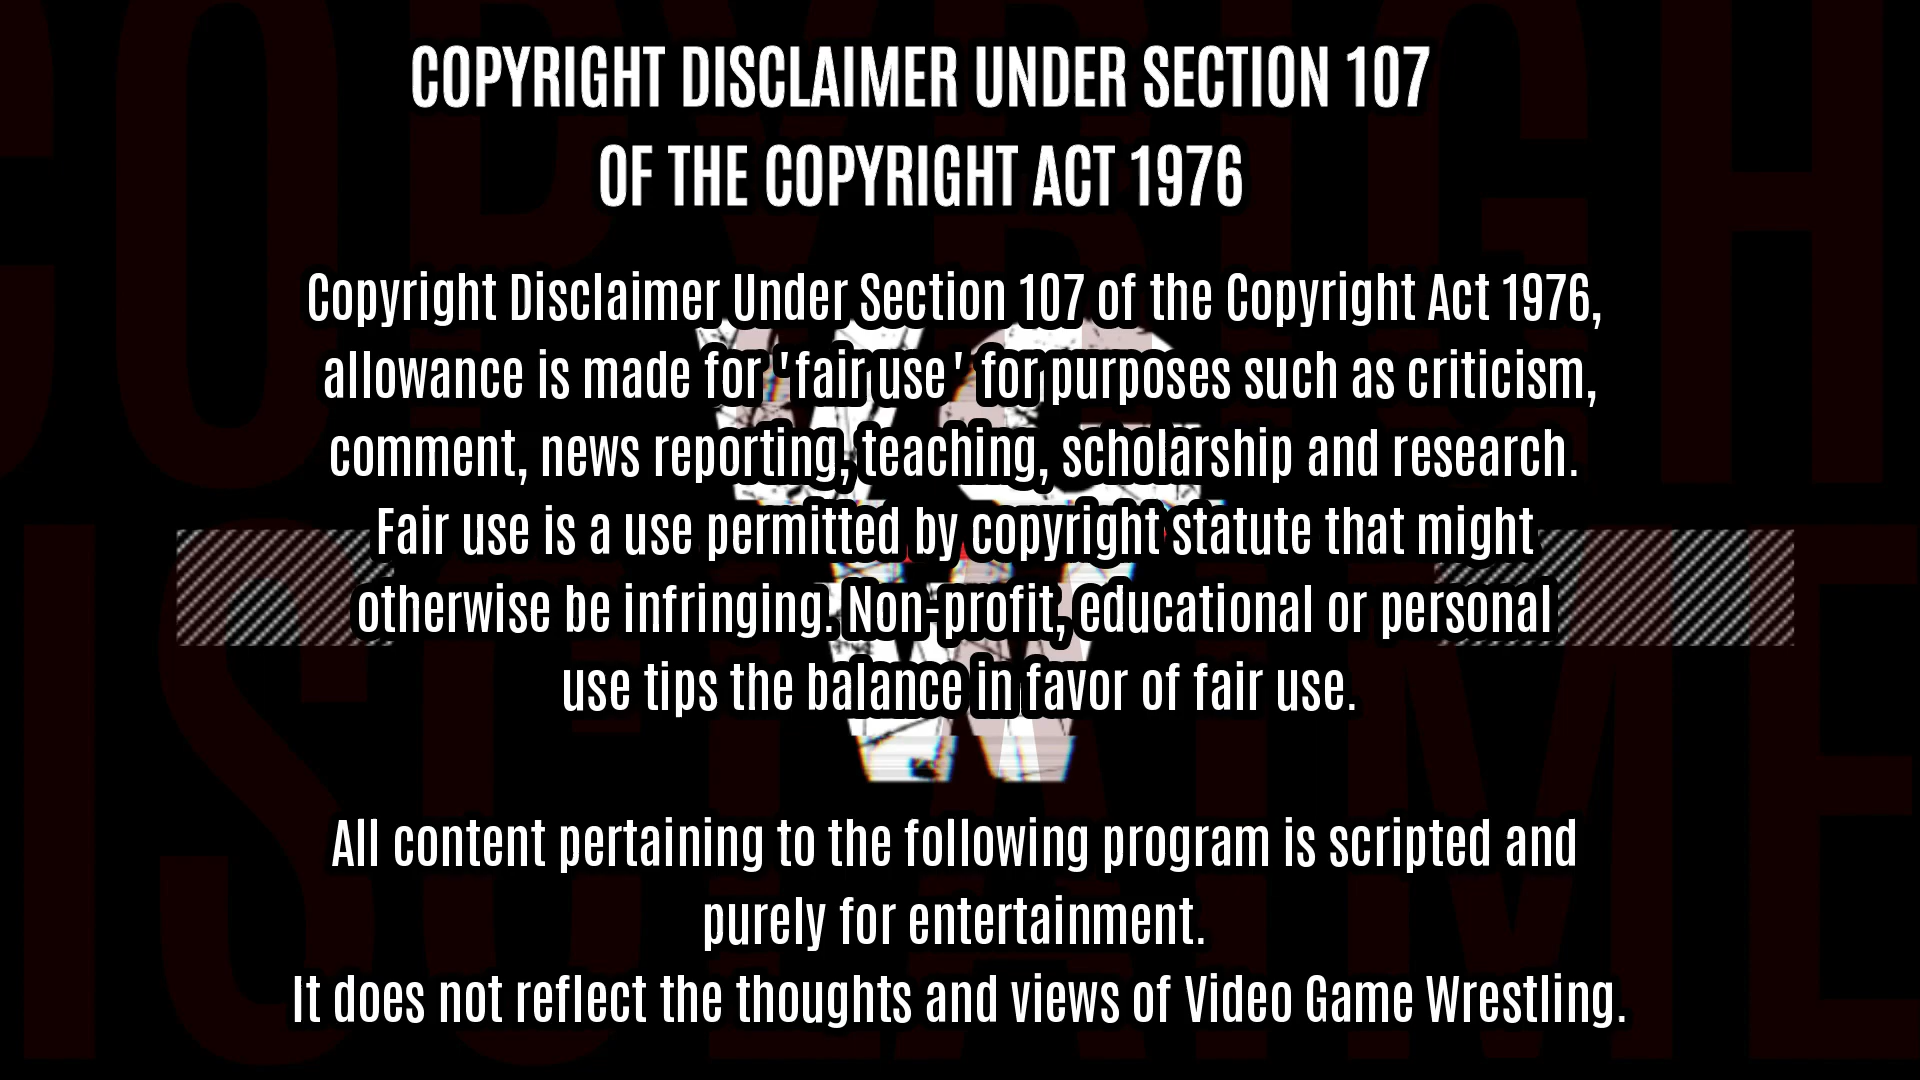 COPYRIGHT DISCLAIMER UNDER SECTION 107
OF THE COPYRIGHT ACT 1976
Copyright Disclaimer Under Section 107 of the Copyright Act 1976,
allowance is made for 'fair use' for purposes such as criticism,
comment, news reporting, teaching, scholarship and research.
Fair use is a use permitted by copyright statute that might
otherwise be infringing. Non-profit, educational or personal
use tips the balance in favor of fair use.
All content pertaining to the following program is scripted and
purely for entertainment.
It does not reflect the thoughts and views of Video Game Wrestling.